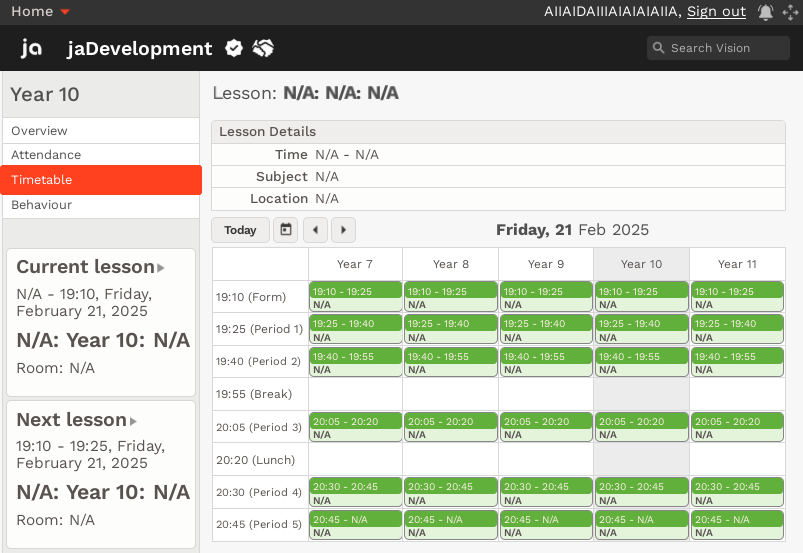 Home
AIIAIDAIIIAIAIAIAIIA, Sign out
ja jaDevelopment
Search Vision
Year 10
Overview
Attendance
Timetable
Behaviour
Current lesson
N/A - 19:10, Friday,
February 21, 2025
N/A: Year 10: N/A
Room: N/A
Next lesson
19:10 - 19:25, Friday,
February 21, 2025
N/A: Year 10: N/A
Room: N/A
Lesson: N/A: N/A: N/A
Lesson Details
Time N/A - N/A
Subject N/A
Location N/A
Today
Friday, 21 Feb 2025
Year 7 Year 8 Year 9 Year 10 Year 11
19:10 (Form)
19:10 - 19:25 19:10 - 19:25 19:10 - 19:25 19:10 - 19:25 19:10 - 19:25
N/A N/A N/A N/A N/A
19:25 (Period 1)
19:25 - 19:40 19:25 - 19:40 19:25 - 19:40 19:25 - 19:40 19:25 - 19:40
N/A N/A N/A N/A N/A
19:40 (Period 2)
19:40 - 19:55 19:40 - 19:55 19:40 - 19:55 19:40 - 19:55 19:40 - 19:55
N/A N/A N/A N/A N/A
19:55 (Break)
20:05 (Period 3)
20:05 - 20:20 20:05 - 20:20 20:05 - 20:20 20:05 - 20:20 20:05 - 20:20
N/A N/A N/A N/A N/A
20:20 (Lunch)
20:30 (Period 4)
20:30 - 20:45 20:30 - 20:45 20:30 - 20:45 20:30 - 20:45 20:30 - 20:45
N/A N/A N/A N/A N/A
20:45 (Period 5)
20:45 - N/A 20:45 - N/A 20:45 - N/A 20:45 - N/A 20:45 - N/A
N/A N/A N/A N/A N/A